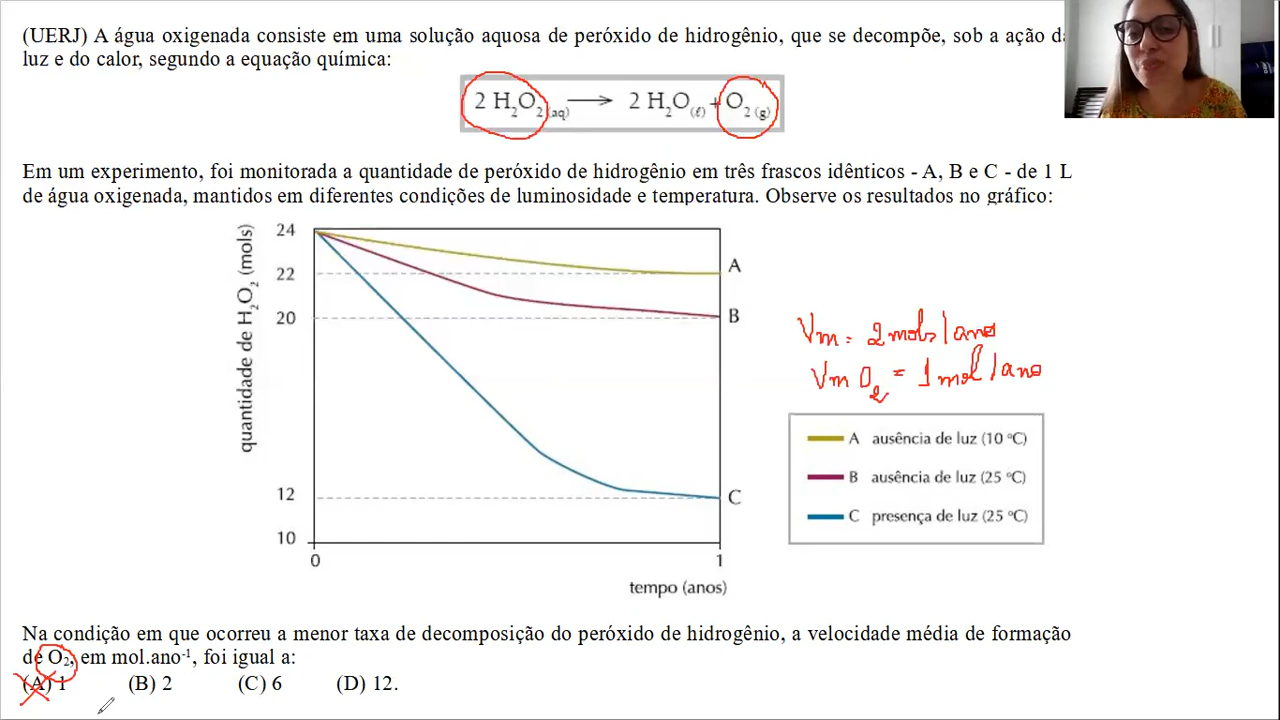 (UERJ) A água oxigenada consiste em uma solução aquosa de peróxido de hidrogênio, que se decompõe, sob a ação da
luz e do calor, segundo a equação química:
2 H₂O₂ (aq) ⟶ 2 H₂O (ℓ) + O₂ (g)
Em um experimento, foi monitorada a quantidade de peróxido de hidrogênio em três frascos idênticos - A, B e C - de 1 L
de água oxigenada, mantidos em diferentes condições de luminosidade e temperatura. Observe os resultados no gráfico:
quantidade de H₂O₂ (mols)
24
22
20
12
10
A
B
C
0 1
tempo (anos)
Vm = 2 mols/anos
Vm O₂ = 1 mol/ano
A ausência de luz (10 ºC)
B ausência de luz (25 ºC)
C presença de luz (25 ºC)
Na condição em que ocorreu a menor taxa de decomposição do peróxido de hidrogênio, a velocidade média de formação
de O₂, em mol.ano⁻¹, foi igual a:
(A) 1 (B) 2 (C) 6 (D) 12.